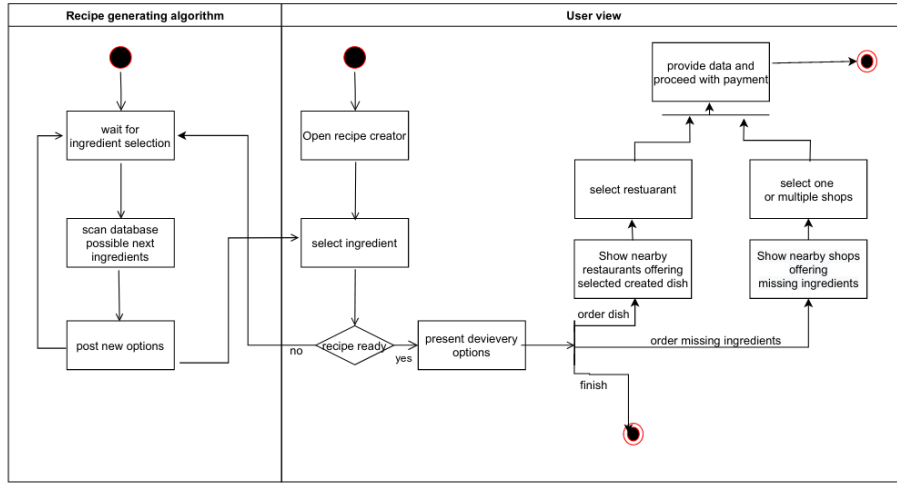 Recipe generating algorithm
User view
wait for
ingredient selection
scan database
possible next
ingredients
post new options
Open recipe creator
select ingredient
recipe ready
no
yes
present devievery
options
order dish
order missing ingredients
finish
Show nearby
restaurants offering
selected created dish
select restuarant
Show nearby shops
offering
missing ingredients
select one
or multiple shops
provide data and
proceed with payment